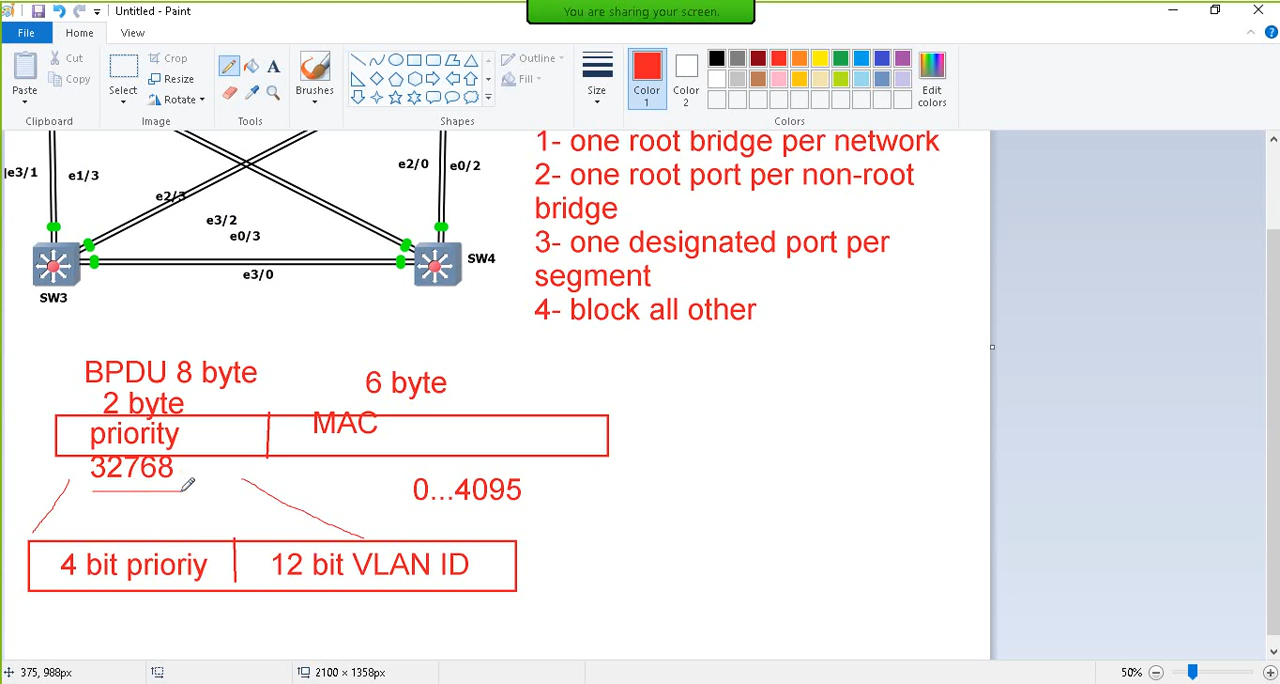 You are sharing your screen.
Untitled - Paint
File
Home
View
Paste
Cut
Copy
Clipboard
Select
Crop
Resize
Rotate
Image
A
Tools
Brushes
Outline
Fill
Shapes
Size
Color 1
Color 2
Edit colors
Colors
e3/1
e1/3
e2/3
e2/0
e0/2
e3/2
e0/3
e3/0
SW3
SW4
1- one root bridge per network
2- one root port per non-root
bridge
3- one designated port per
segment
4- block all other
BPDU 8 byte
2 byte
6 byte
priority
MAC
32768
0...4095
4 bit prioriy
12 bit VLAN ID
375, 988px
2100 × 1358px
50%